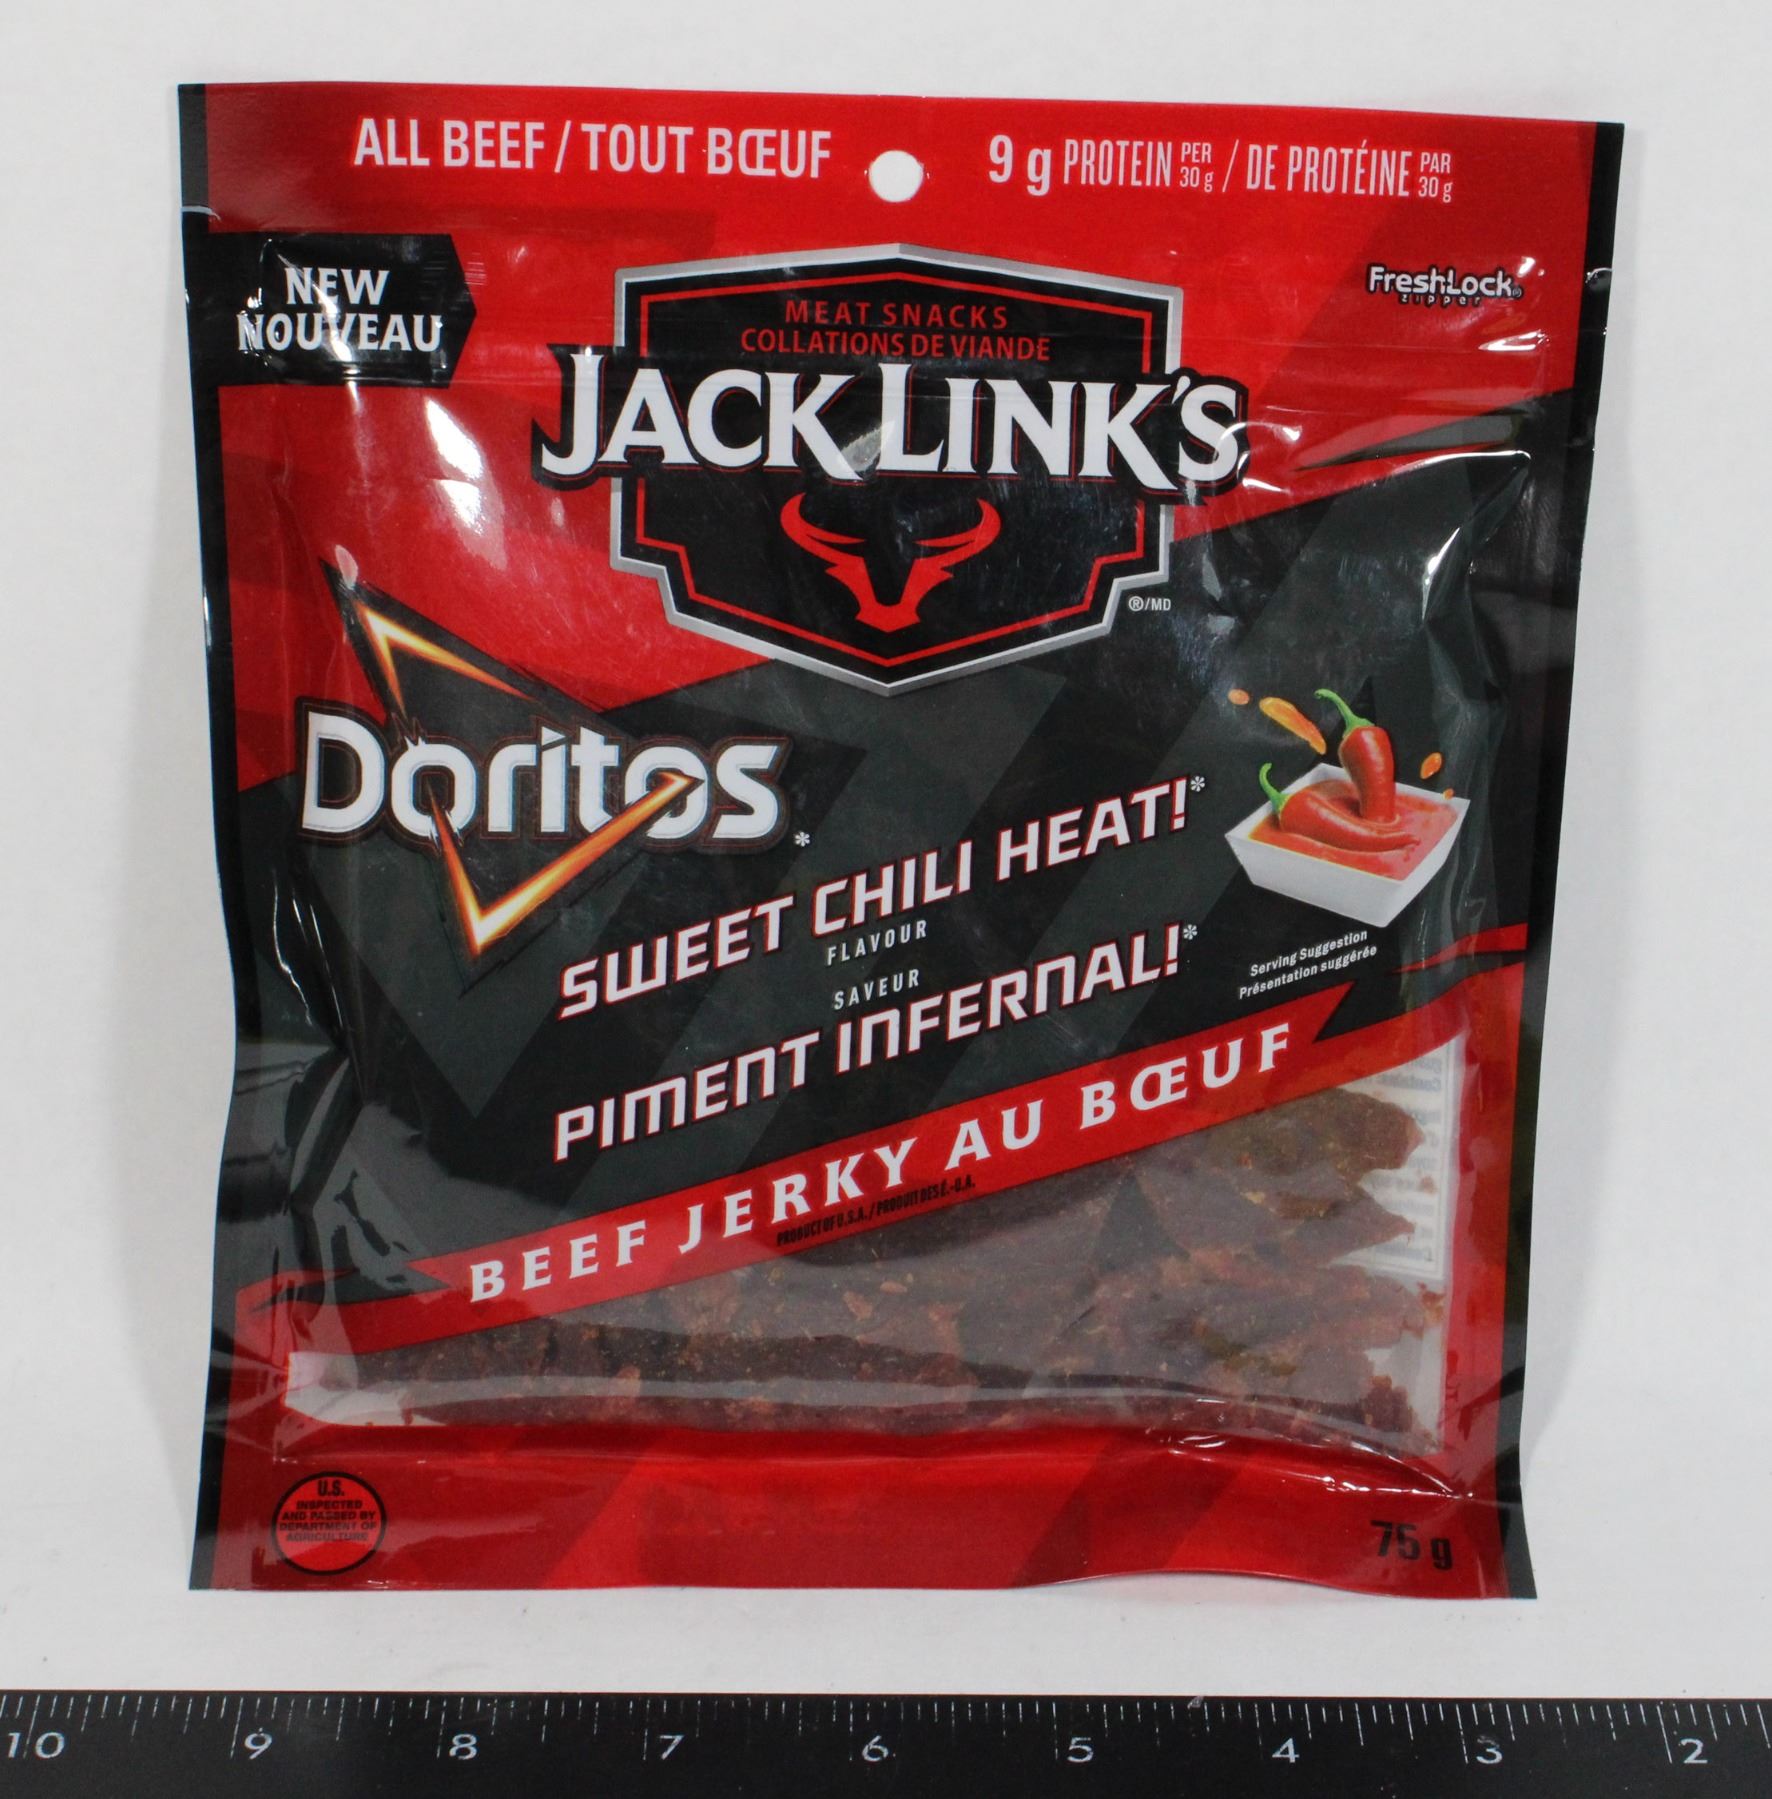 ALL BEEF / TOUT BŒUF
9 g PROTEIN PER 30 g / DE PROTÉINE PAR 30 g
NEW
NOUVEAU
FreshLock®
zipper
MEAT SNACKS
COLLATIONS DE VIANDE
JACK LINK'S
®/MD
Doritos*
SWEET CHILI HEAT!*
FLAVOUR
SAVEUR
PIMENT INFERNAL!*
Serving Suggestion
Présentation suggérée
BEEF JERKY AU BŒUF
PRODUCT OF U.S.A. / PRODUIT DES É.-U.A.
U.S.
INSPECTED
AND PASSED BY
DEPARTMENT OF
AGRICULTURE
75 g
10 9 8 7 6 5 4 3 2